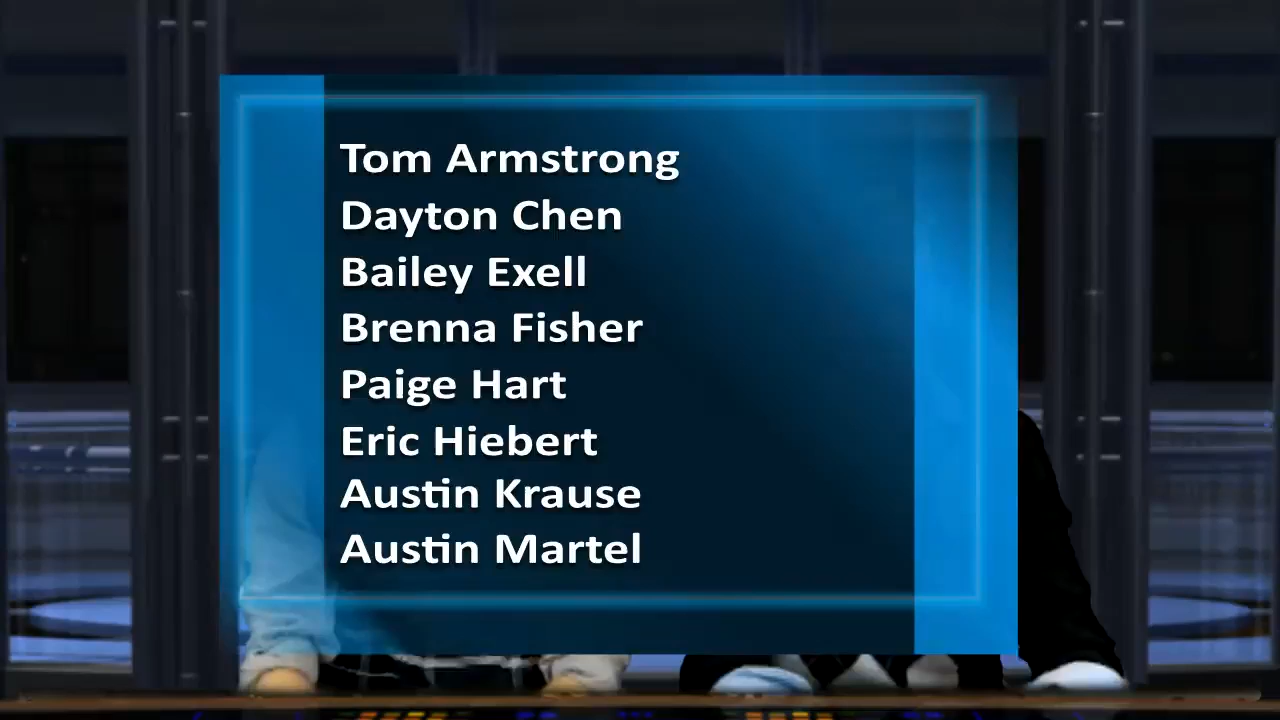 Tom Armstrong
Dayton Chen
Bailey Exell
Brenna Fisher
Paige Hart
Eric Hiebert
Austin Krause
Austin Martel